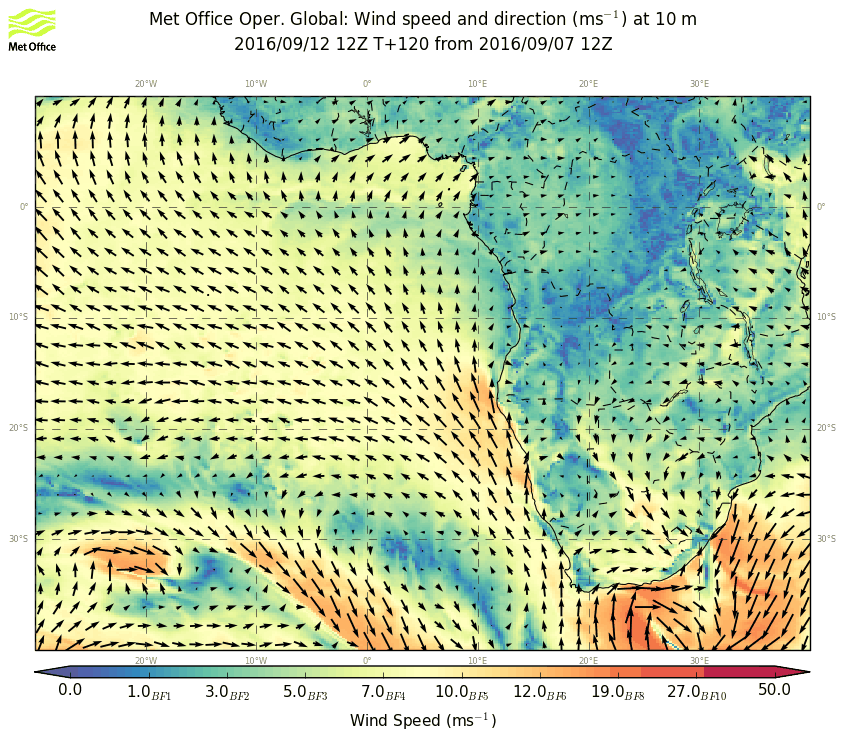 Met Office
Met Office Oper. Global: Wind speed and direction (ms⁻¹) at 10 m
2016/09/12 12Z T+120 from 2016/09/07 12Z
20°W 10°W 0° 10°E 20°E 30°E
0° 0°
10°S 10°S
20°S 20°S
30°S 30°S
20°W 10°W 0° 10°E 20°E 30°E
0.0 1.0BF1 3.0BF2 5.0BF3 7.0BF4 10.0BF5 12.0BF6 19.0BF8 27.0BF10 50.0
Wind Speed (ms⁻¹)